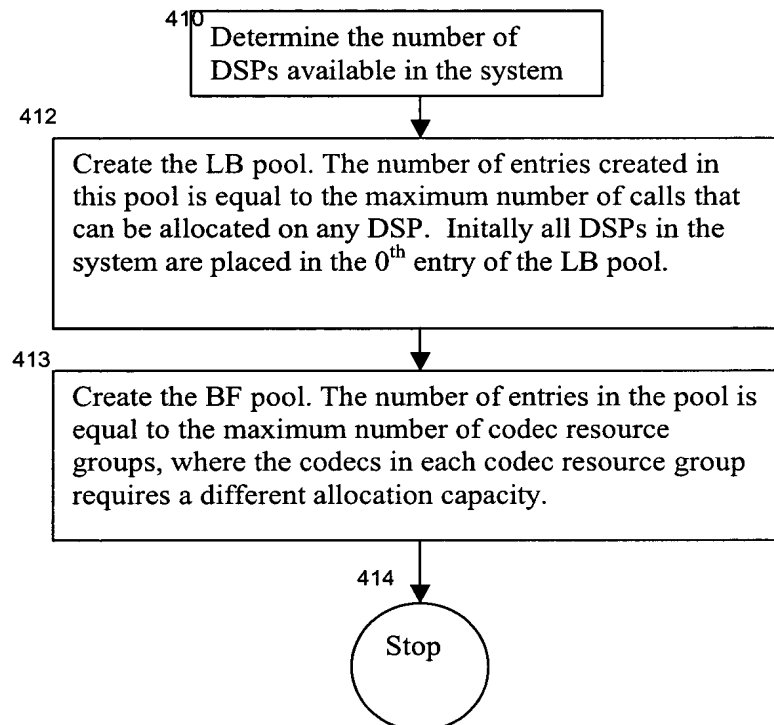 410
Determine the number of
DSPs available in the system
412
Create the LB pool. The number of entries created in
this pool is equal to the maximum number of calls that
can be allocated on any DSP. Initally all DSPs in the
system are placed in the 0th entry of the LB pool.
413
Create the BF pool. The number of entries in the pool is
equal to the maximum number of codec resource
groups, where the codecs in each codec resource group
requires a different allocation capacity.
414
Stop